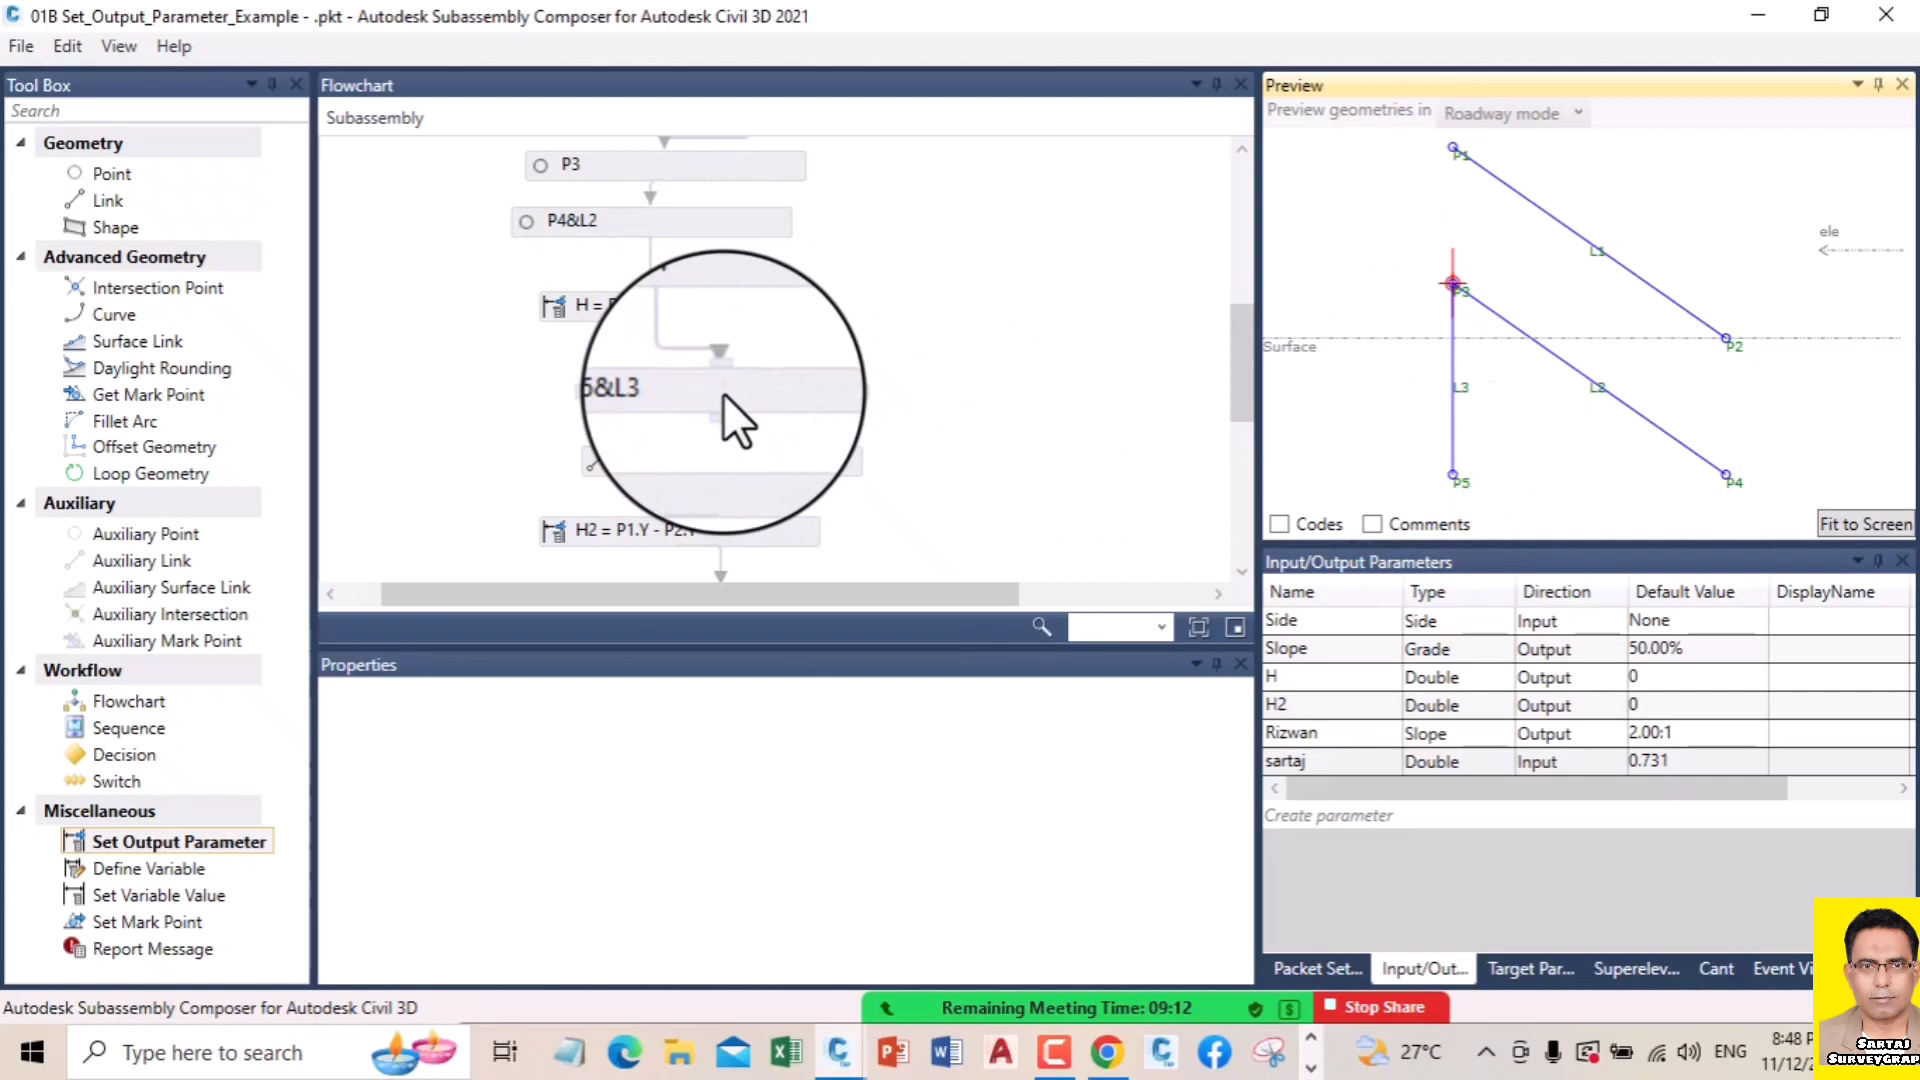 01B Set_Output_Parameter_Example - .pkt - Autodesk Subassembly Composer for Autodesk Civil 3D 2021
File Edit View Help
Tool Box
Search
Geometry
Point
Link
Shape
Advanced Geometry
Intersection Point
Curve
Surface Link
Daylight Rounding
Get Mark Point
Fillet Arc
Offset Geometry
Loop Geometry
Auxiliary
Auxiliary Point
Auxiliary Link
Auxiliary Surface Link
Auxiliary Intersection
Auxiliary Mark Point
Workflow
Flowchart
Sequence
Decision
Switch
Miscellaneous
Set Output Parameter
Define Variable
Set Variable Value
Set Mark Point
Report Message
Flowchart
Subassembly
P3
P4&L2
H =
5&L3
H2 = P1.Y - P2.Y
Properties
Preview
Preview geometries in Roadway mode
P1
ele
L1
P3
Surface
P2
L3
L2
P5
P4
Codes Comments Fit to Screen
Input/Output Parameters
Name Type Direction Default Value DisplayName
Side Side Input None
Slope Grade Output 50.00%
H Double Output 0
H2 Double Output 0
Rizwan Slope Output 2.00:1
sartaj Double Input 0.731
Create parameter
Packet Set... Input/Out... Target Par... Superelev... Cant Event Vi
Autodesk Subassembly Composer for Autodesk Civil 3D
Remaining Meeting Time: 09:12 Stop Share
Type here to search
27°C
ENG
8:48 P
11/12/2
Sartaj
SurveyGrap